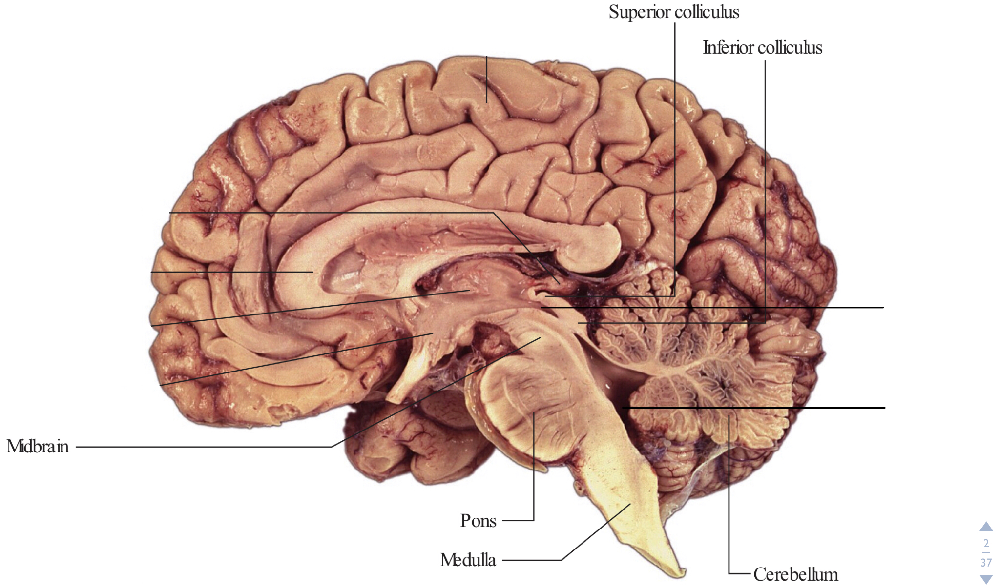 Superior colliculus
Inferior colliculus
Midbrain
Pons
Medulla
Cerebellum
2
37